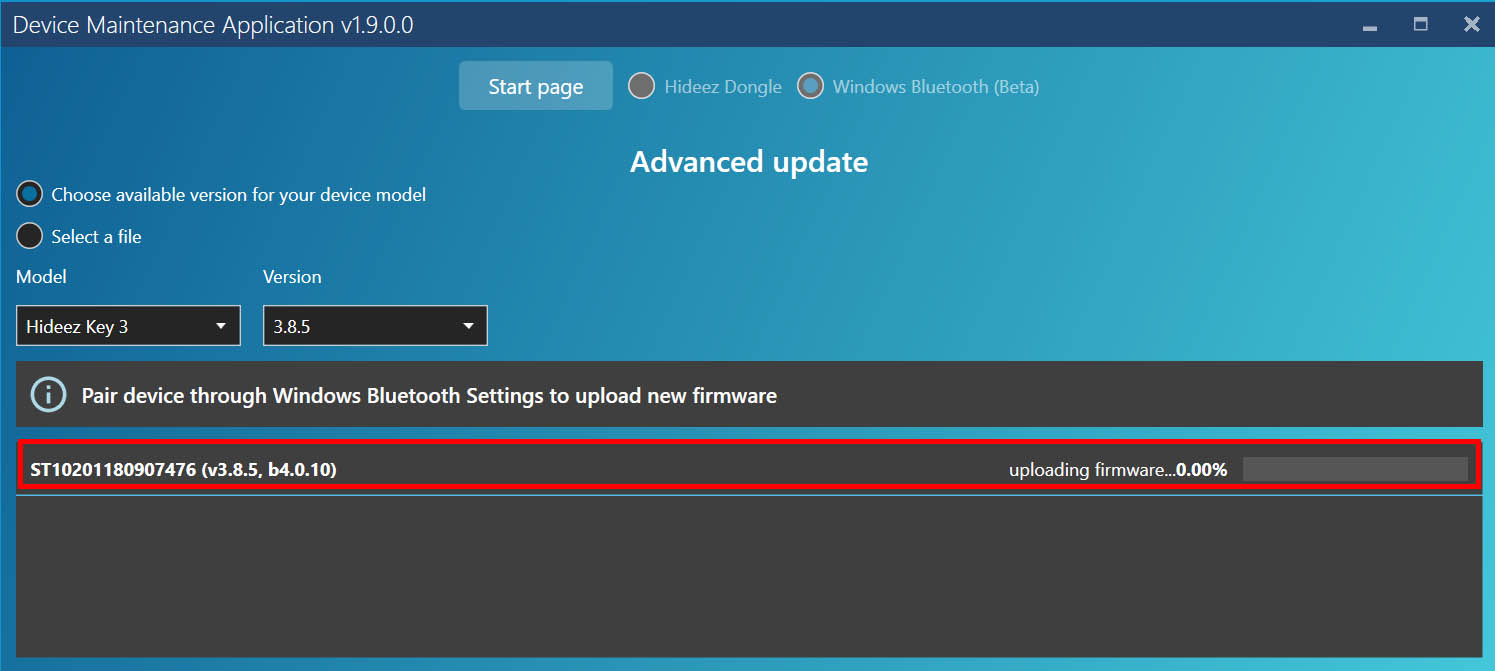 Device Maintenance Application v1.9.0.0
Start page Hideez Dongle Windows Bluetooth (Beta)
Advanced update
Choose available version for your device model
Select a file
Model Version
Hideez Key 3 3.8.5
Pair device through Windows Bluetooth Settings to upload new firmware
ST10201180907476 (v3.8.5, b4.0.10) uploading firmware...0.00%